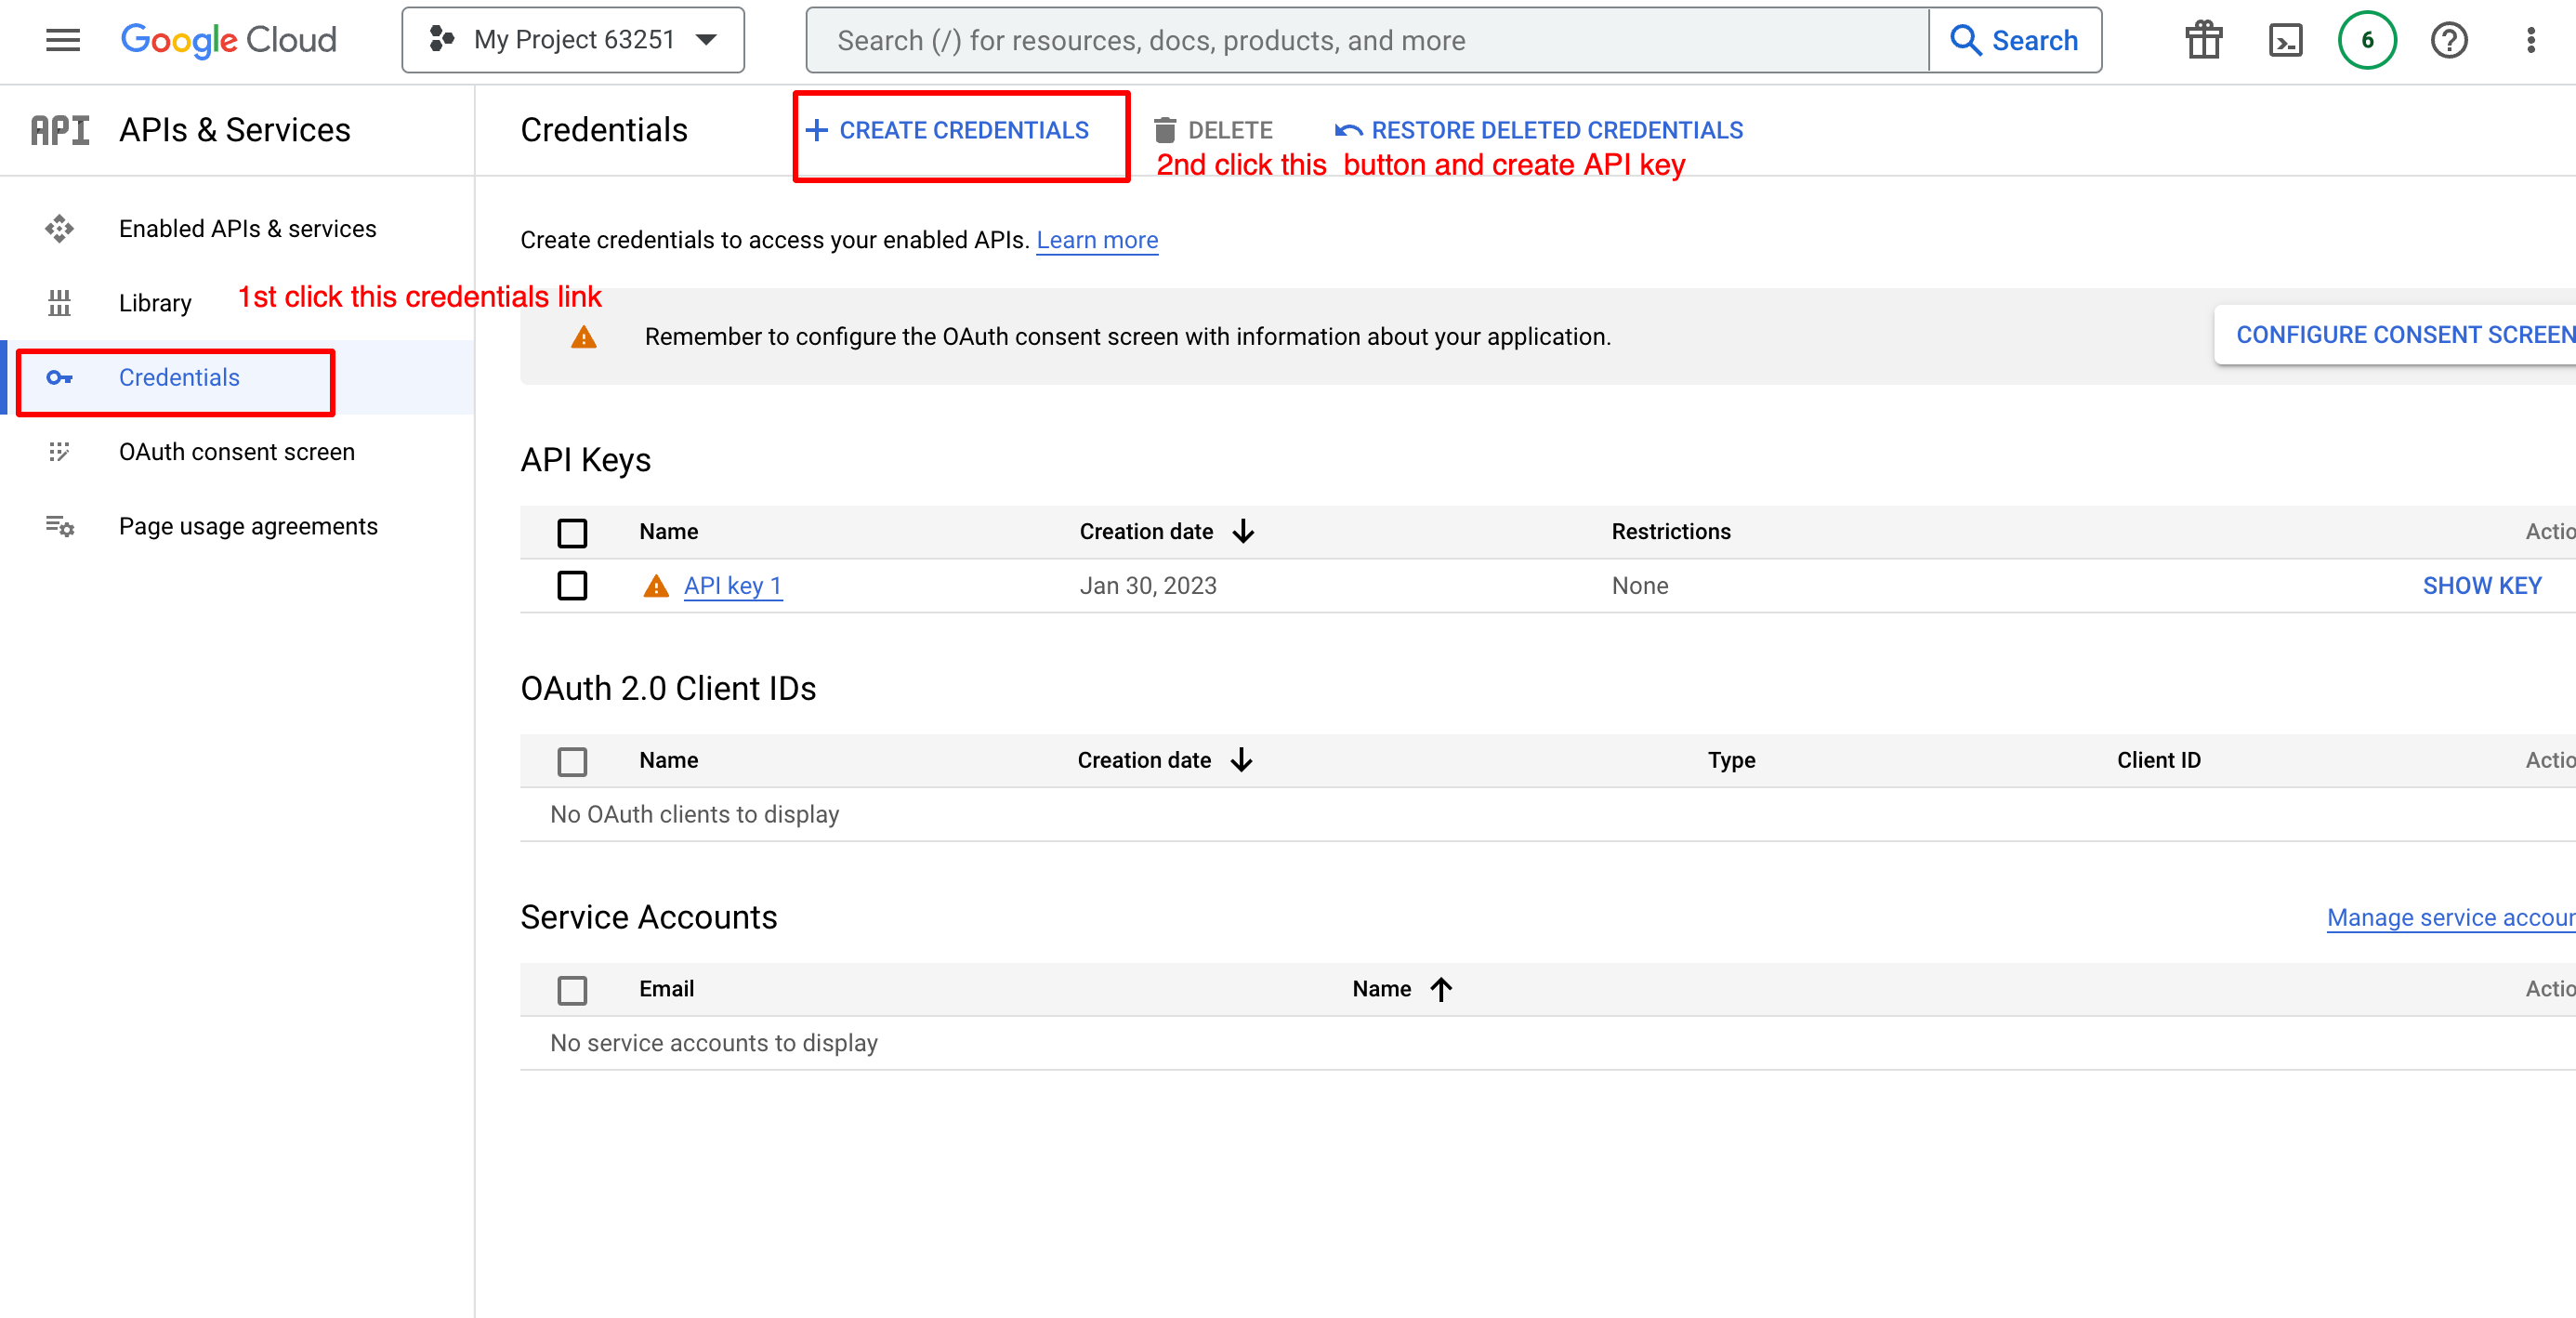 Google Cloud
My Project 63251
Search (/) for resources, docs, products, and more
Search
6
API
APIs & Services
Credentials
CREATE CREDENTIALS
DELETE
RESTORE DELETED CREDENTIALS
2nd click this button and create API key
Enabled APIs & services
Create credentials to access your enabled APIs. Learn more
Library
1st click this credentials link
Remember to configure the OAuth consent screen with information about your application.
CONFIGURE CONSENT SCREEN
Credentials
OAuth consent screen
Page usage agreements
API Keys
Name Creation date Restrictions Actio
API key 1 Jan 30, 2023 None SHOW KEY
OAuth 2.0 Client IDs
Name Creation date Type Client ID Actio
No OAuth clients to display
Service Accounts
Manage service accoun
Email Name Actio
No service accounts to display